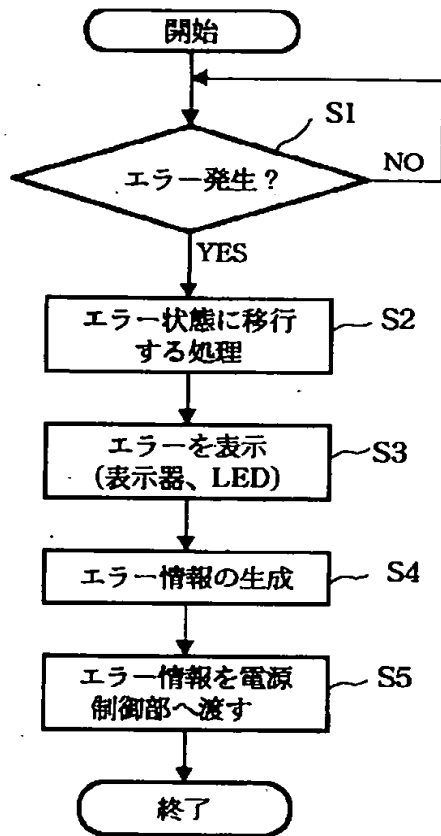 開始
S1
エラー発生?
NO
YES
エラー状態に移行
する処理
S2
エラーを表示
(表示器、LED)
S3
エラー情報の生成
S4
エラー情報を電源
制御部へ渡す
S5
終了